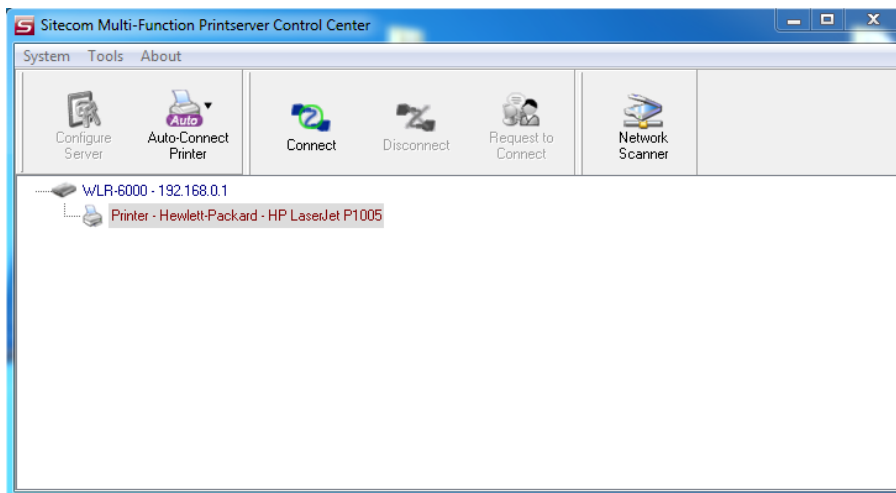 Sitecom Multi-Function Printserver Control Center
System Tools About
Configure Server
Auto
Auto-Connect Printer
Connect
Disconnect
Request to Connect
Network Scanner
WLR-6000 - 192.168.0.1
Printer - Hewlett-Packard - HP LaserJet P1005